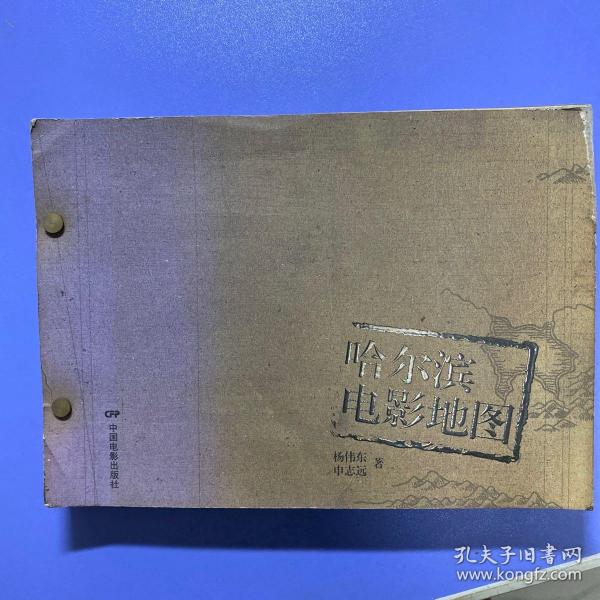 哈尔滨
电影地图
杨伟东
申志远
著
CFP
中国电影出版社
孔夫子旧书网
www.kongfz.com